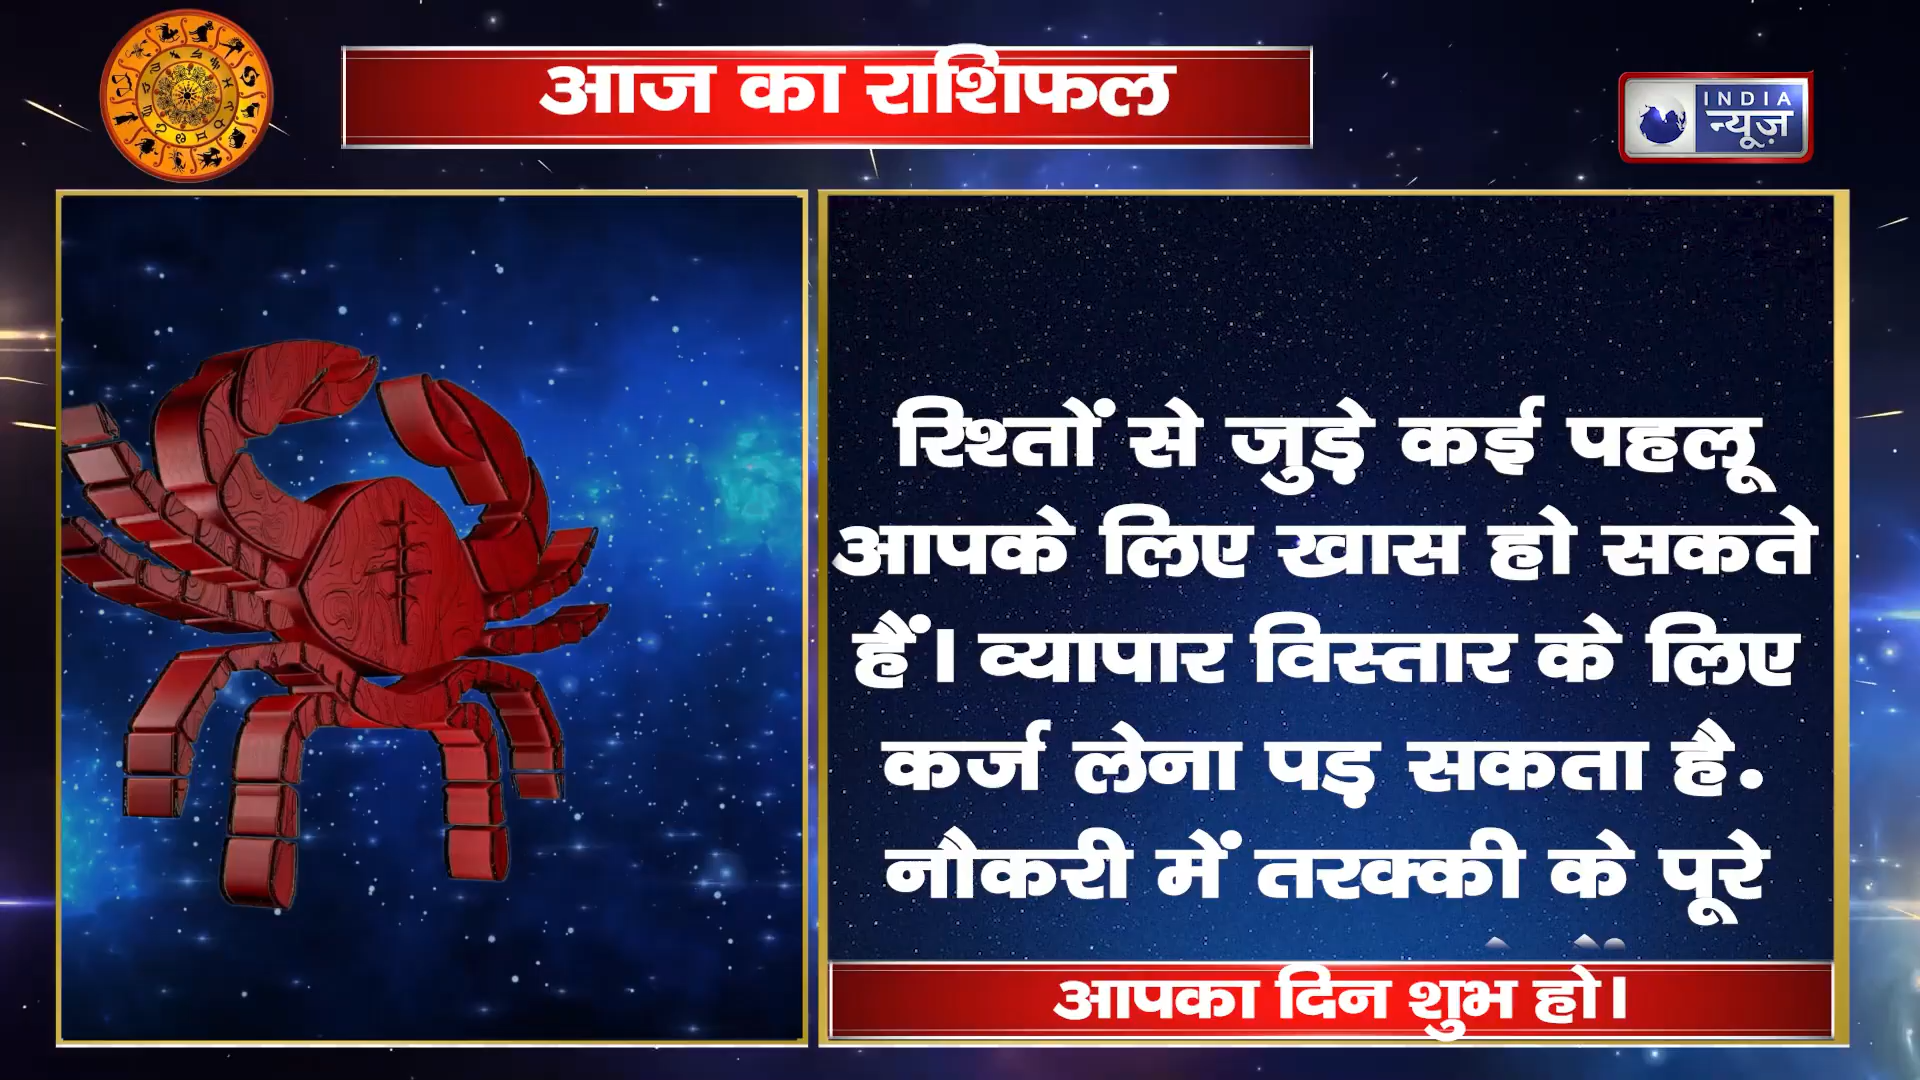 आज का राशिफल
INDIA
न्यूज़
रिश्तों से जुड़े कई पहलू
आपके लिए खास हो सकते
हैं। व्यापार विस्तार के लिए
कर्ज लेना पड़ सकता है.
नौकरी में तरक्की के पूरे
आपका दिन शुभ हो।